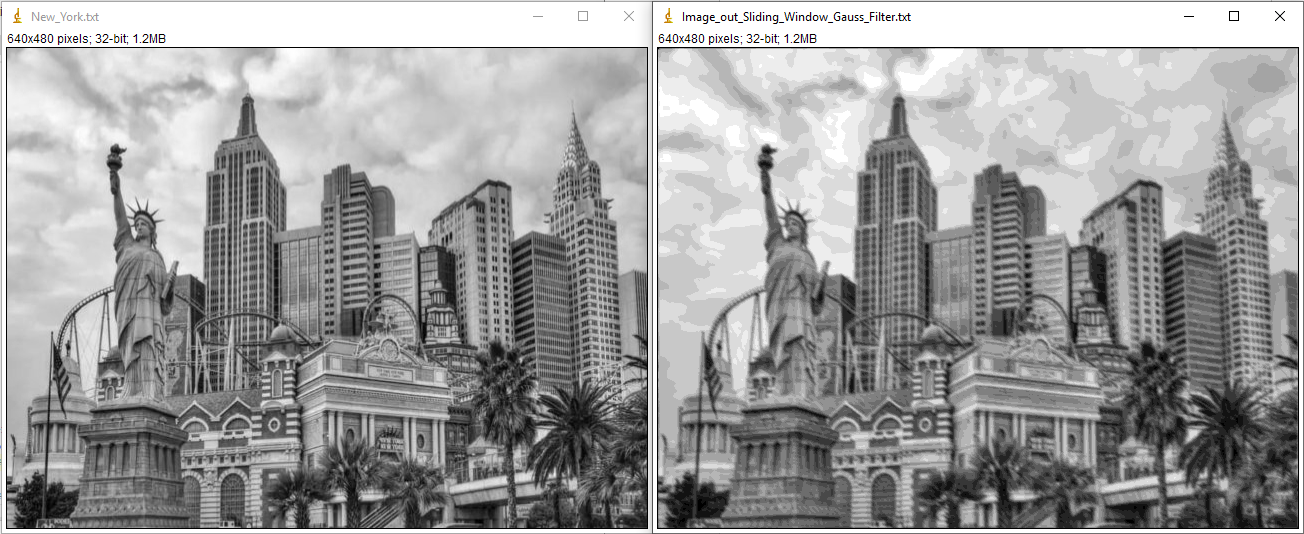 New_York.txt
640x480 pixels; 32-bit; 1.2MB
Image_out_Sliding_Window_Gauss_Filter.txt
640x480 pixels; 32-bit; 1.2MB